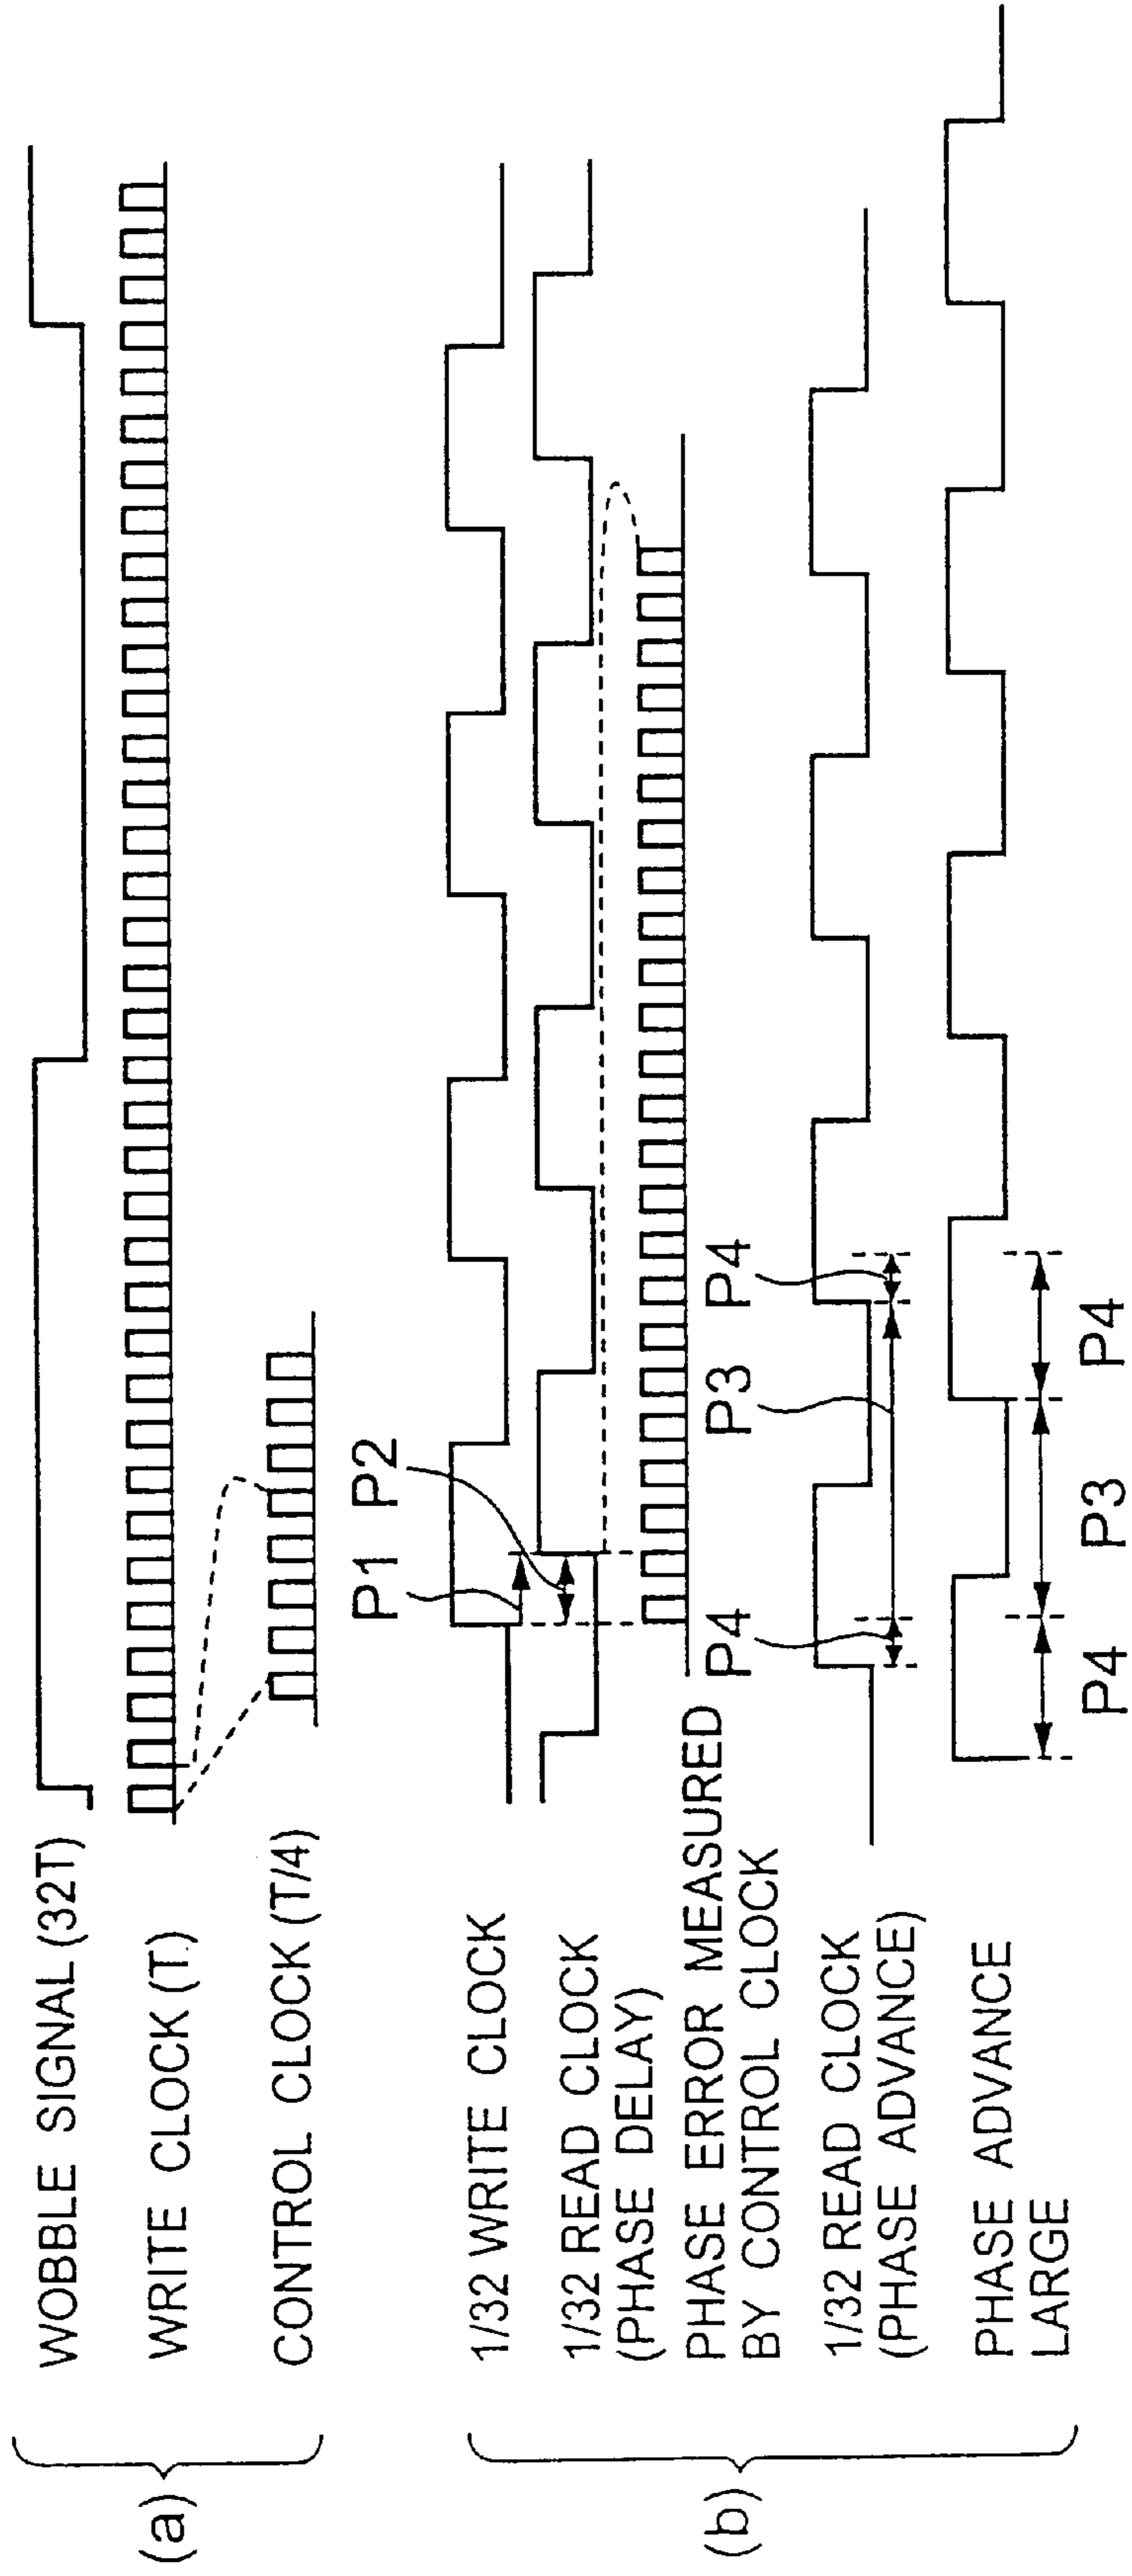 (a)
WOBBLE SIGNAL (32T)
WRITE CLOCK (T)
CONTROL CLOCK (T/4)
(b)
1/32 WRITE CLOCK
P1
P2
1/32 READ CLOCK
(PHASE DELAY)
PHASE ERROR MEASURED
BY CONTROL CLOCK
1/32 READ CLOCK
(PHASE ADVANCE)
P4
P3
P4
PHASE ADVANCE
LARGE
P4
P3
P4